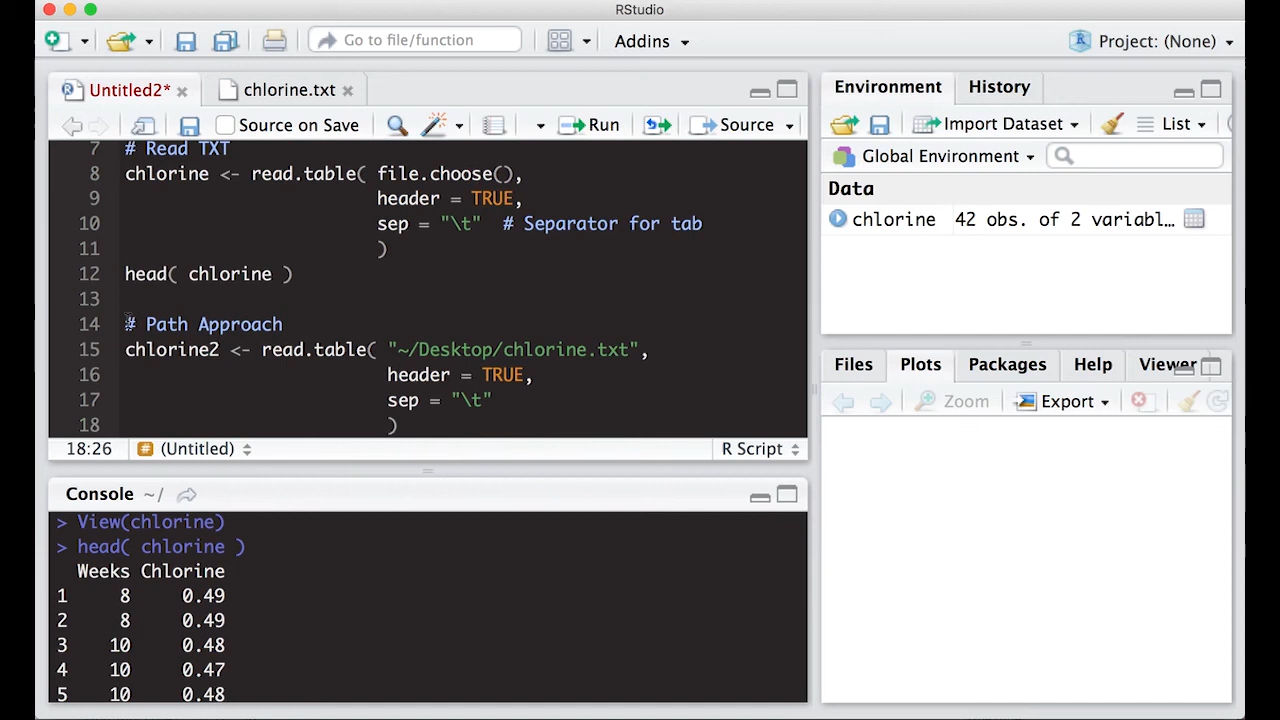 RStudio
Go to file/function
Addins
Project: (None)
Untitled2*
chlorine.txt
Source on Save
Run
Source
7 # Read TXT
8 chlorine <- read.table( file.choose(),
9 header = TRUE,
10 sep = "\t" # Separator for tab
11 )
12 head( chlorine )
13
14 # Path Approach
15 chlorine2 <- read.table( "~/Desktop/chlorine.txt",
16 header = TRUE,
17 sep = "\t"
18 )
18:26 # (Untitled) R Script
Console ~/
> View(chlorine)
> head( chlorine )
Weeks Chlorine
1 8 0.49
2 8 0.49
3 10 0.48
4 10 0.47
5 10 0.48
Environment History
Import Dataset List
Global Environment
Data
chlorine 42 obs. of 2 variabl…
Files Plots Packages Help Viewer
Zoom Export